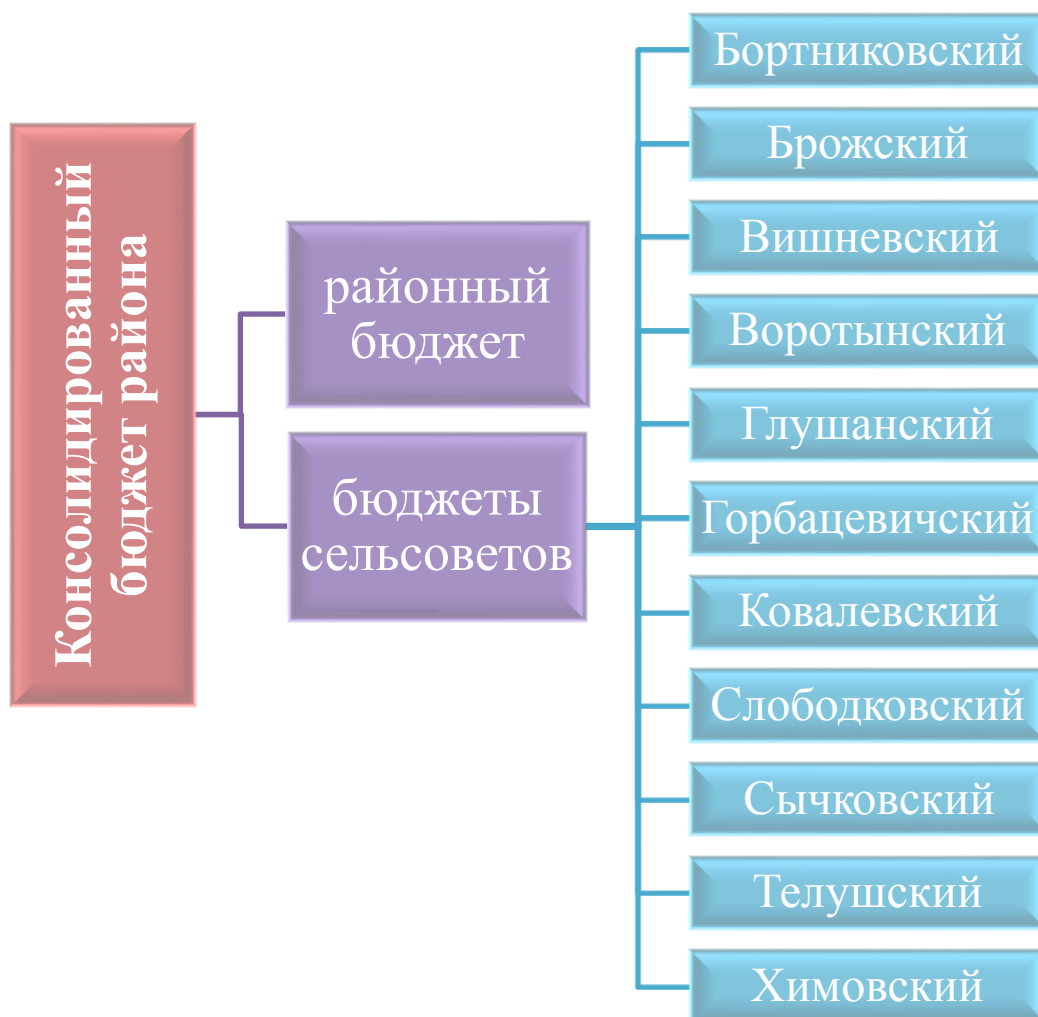 Консолидированный
бюджет района
районный
бюджет
бюджеты
сельсоветов
Бортниковский
Брожский
Вишневский
Воротынский
Глушанский
Горбацевичский
Ковалевский
Слободковский
Сычковский
Телушский
Химовский